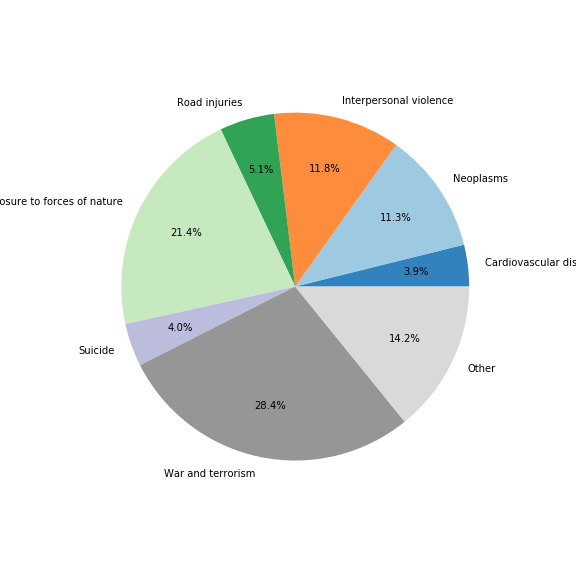 Road injuries
Interpersonal violence
5.1%
11.8%
Neoplasms
osure to forces of nature
11.3%
21.4%
Cardiovascular dis
3.9%
4.0%
14.2%
Suicide
Other
28.4%
War and terrorism